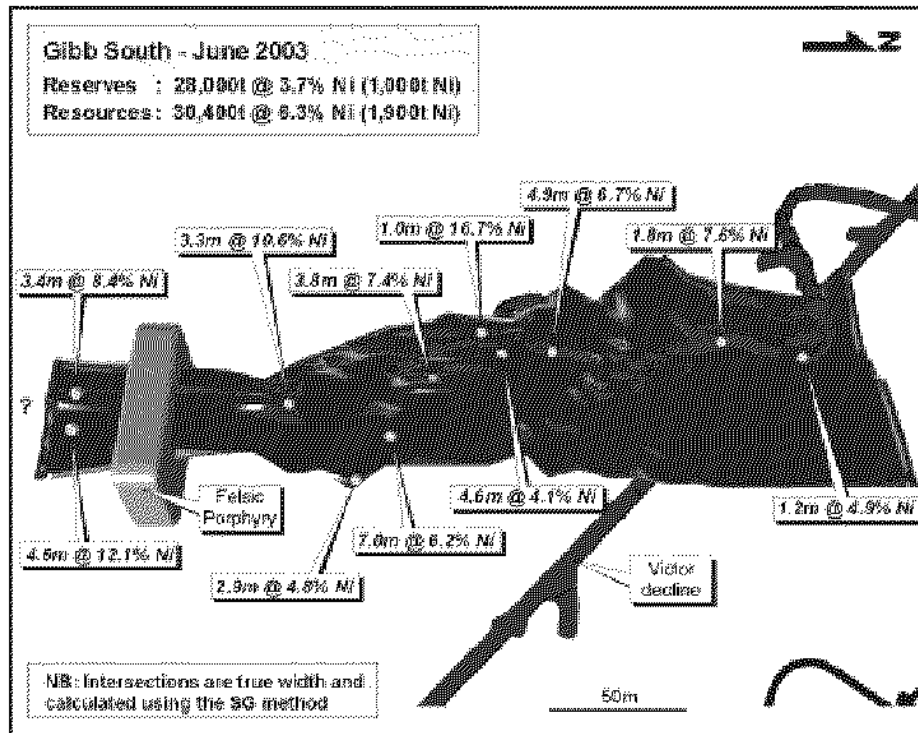 Gibb South - June 2003
Reserves : 28,000t @ 3.7% Ni (1,000t Ni)
Resources : 30,400t @ 6.3% Ni (1,900t Ni)
N
4.9m @ 6.7% Ni
1.0m @ 16.7% Ni
1.8m @ 7.6% Ni
3.3m @ 10.6% Ni
3.8m @ 7.4% Ni
3.4m @ 8.4% Ni
?
Felsic
Porphyry
4.6m @ 4.1% Ni
1.2m @ 4.9% Ni
4.6m @ 12.1% Ni
7.0m @ 6.2% Ni
2.9m @ 4.8% Ni
Victor
decline
NB: Intersections are true width and
calculated using the SG method
50m